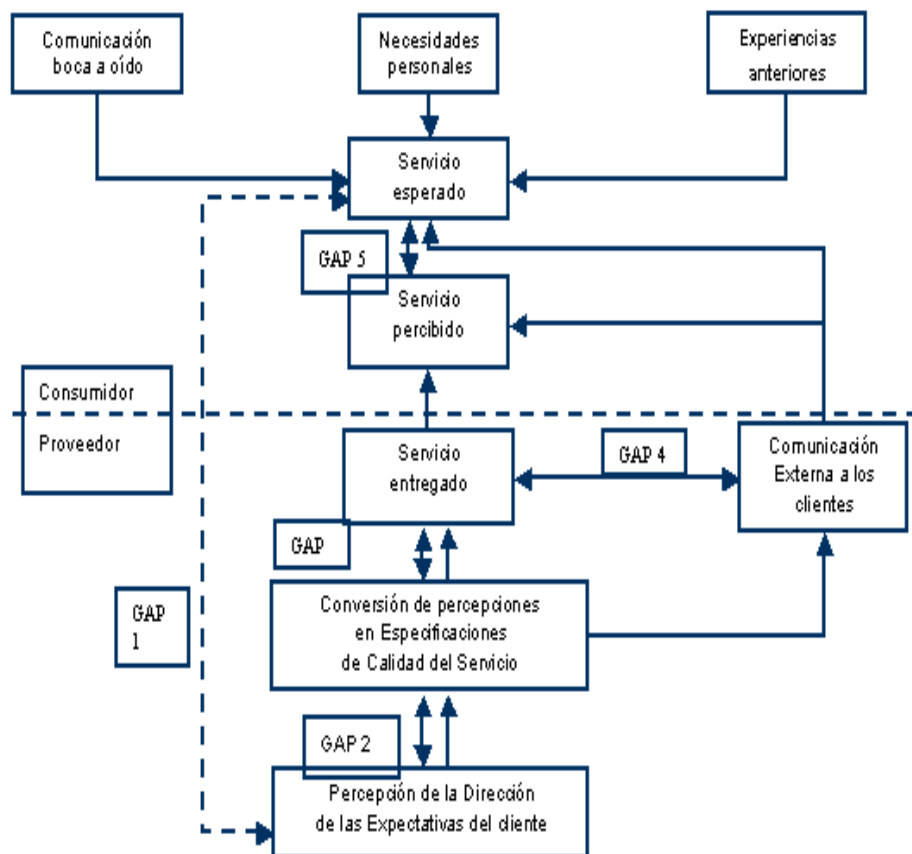 Comunicación
boca a oído
Necesidades
personales
Experiencias
anteriores
Servicio
esperado
GAP 5
Servicio
percibido
Consumidor
Proveedor
Servicio
entregado
GAP 4
Comunicación
Externa a los
clientes
GAP
GAP
1
Conversión de percepciones
en Especificaciones
de Calidad del Servicio
GAP 2
Percepción de la Dirección
de las Expectativas del cliente